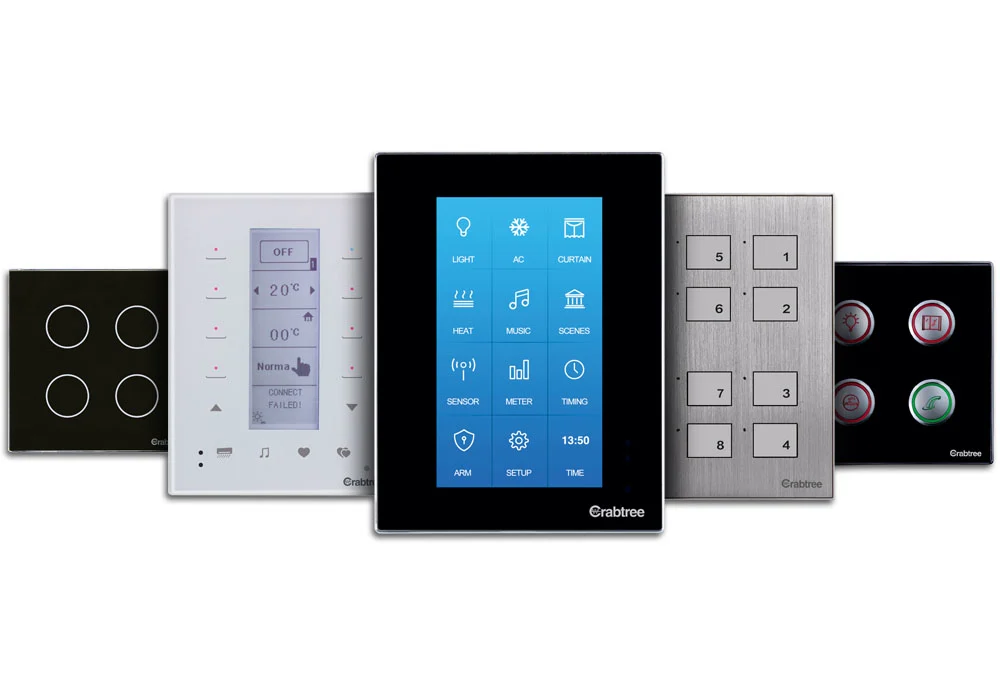 Crabtree
OFF
1
20°C
00°C
Norma
CONNECT
FAILED!
Crabtree
LIGHT
AC
CURTAIN
HEAT
MUSIC
SCENES
SENSOR
METER
TIMING
13:50
ARM
SETUP
TIME
Crabtree
5
1
6
2
7
3
8
4
Crabtree
Crabtree